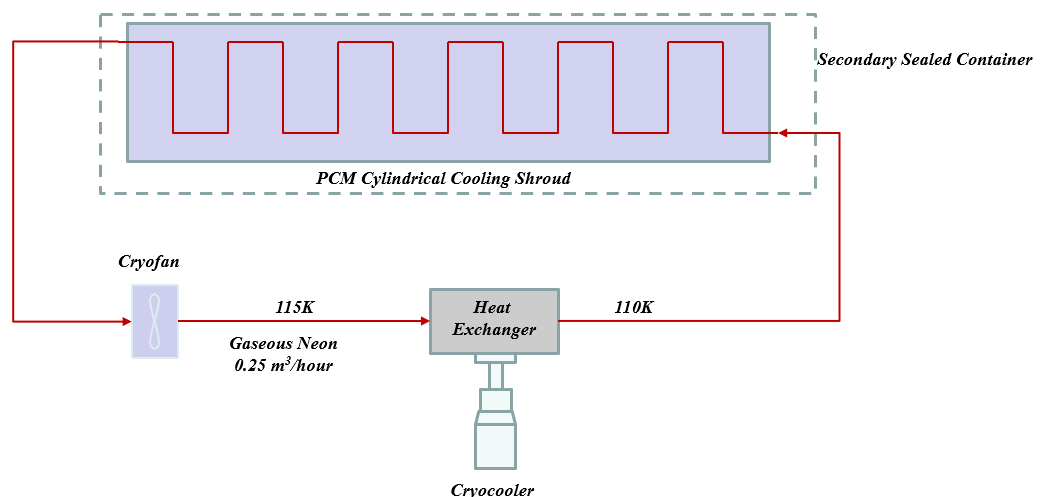 Secondary Sealed Container
PCM Cylindrical Cooling Shroud
Cryofan
115K
Gaseous Neon
0.25 m³/hour
Heat
Exchanger
110K
Cryocooler